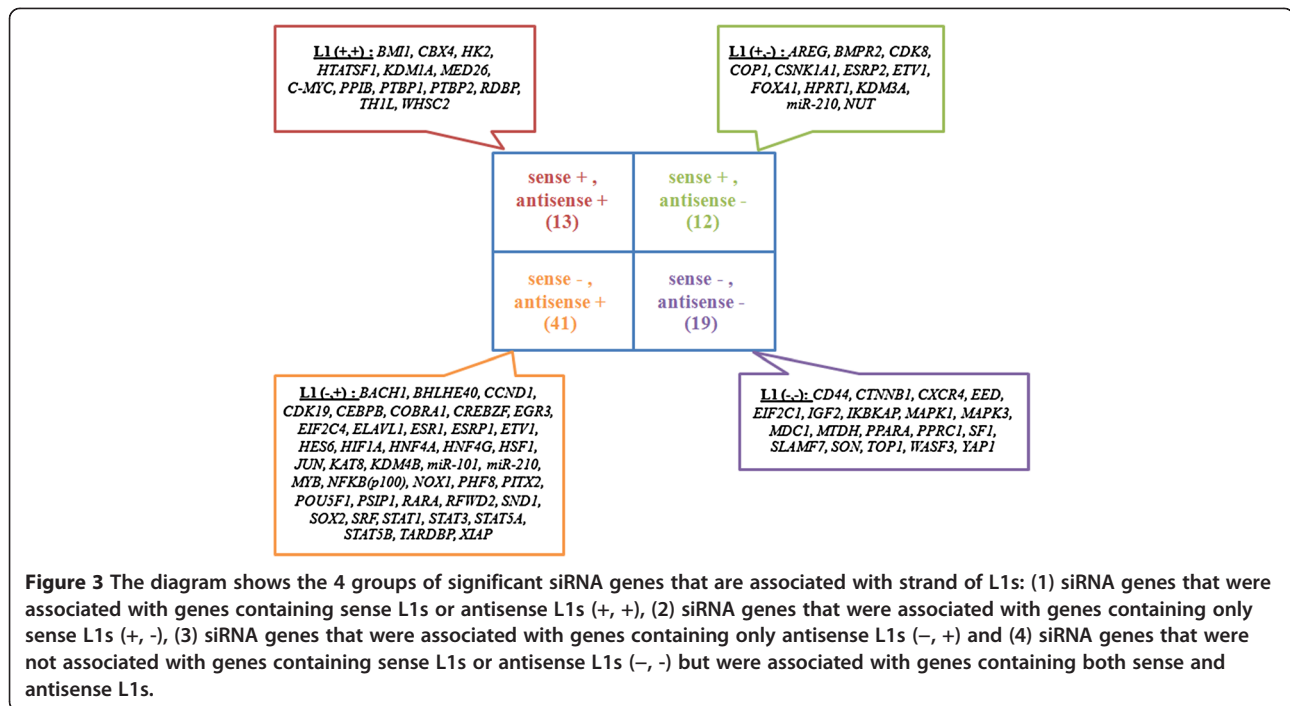 L1 (+,+) : BMI1, CBX4, HK2,
HTATSF1, KDM1A, MED26,
C-MYC, PPIB, PTBP1, PTBP2, RDBP,
TH1L, WHSC2
L1 (+,-) : AREG, BMPR2, CDK8,
COP1, CSNK1A1, ESRP2, ETV1,
FOXA1, HPRT1, KDM3A,
miR-210, NUT
sense + ,
antisense +
(13)
sense + ,
antisense -
(12)
sense - ,
antisense +
(41)
sense - ,
antisense -
(19)
L1 (-,+) : BACH1, BHLHE40, CCND1,
CDK19, CEBPB, COBRA1, CREBZF, EGR3,
EIF2C4, ELAVL1, ESR1, ESRP1, ETV1,
HES6, HIF1A, HNF4A, HNF4G, HSF1,
JUN, KAT8, KDM4B, miR-101, miR-210,
MYB, NFKB(p100), NOX1, PHF8, PITX2,
POU5F1, PSIP1, RARA, RFWD2, SND1,
SOX2, SRF, STAT1, STAT3, STAT5A,
STAT5B, TARDBP, XIAP
L1 (-,-): CD44, CTNNB1, CXCR4, EED,
EIF2C1, IGF2, IKBKAP, MAPK1, MAPK3,
MDC1, MTDH, PPARA, PPRC1, SF1,
SLAMF7, SON, TOP1, WASF3, YAP1
Figure 3 The diagram shows the 4 groups of significant siRNA genes that are associated with strand of L1s: (1) siRNA genes that were
associated with genes containing sense L1s or antisense L1s (+, +), (2) siRNA genes that were associated with genes containing only
sense L1s (+, -), (3) siRNA genes that were associated with genes containing only antisense L1s (−, +) and (4) siRNA genes that were
not associated with genes containing sense L1s or antisense L1s (−, -) but were associated with genes containing both sense and
antisense L1s.